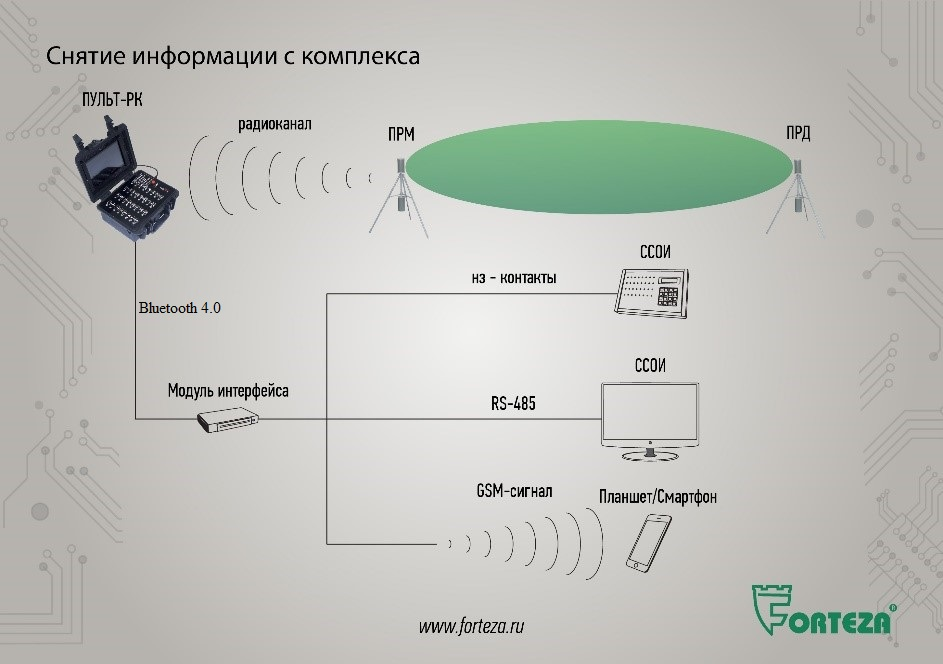 Снятие информации с комплекса
ПУЛЬТ-РК
радиоканал
ПРМ
ПРД
ССОИ
нз - контакты
Bluetooth 4.0
ССОИ
Модуль интерфейса
RS-485
GSM-сигнал
Планшет/Смартфон
FORTEZA®
www.forteza.ru